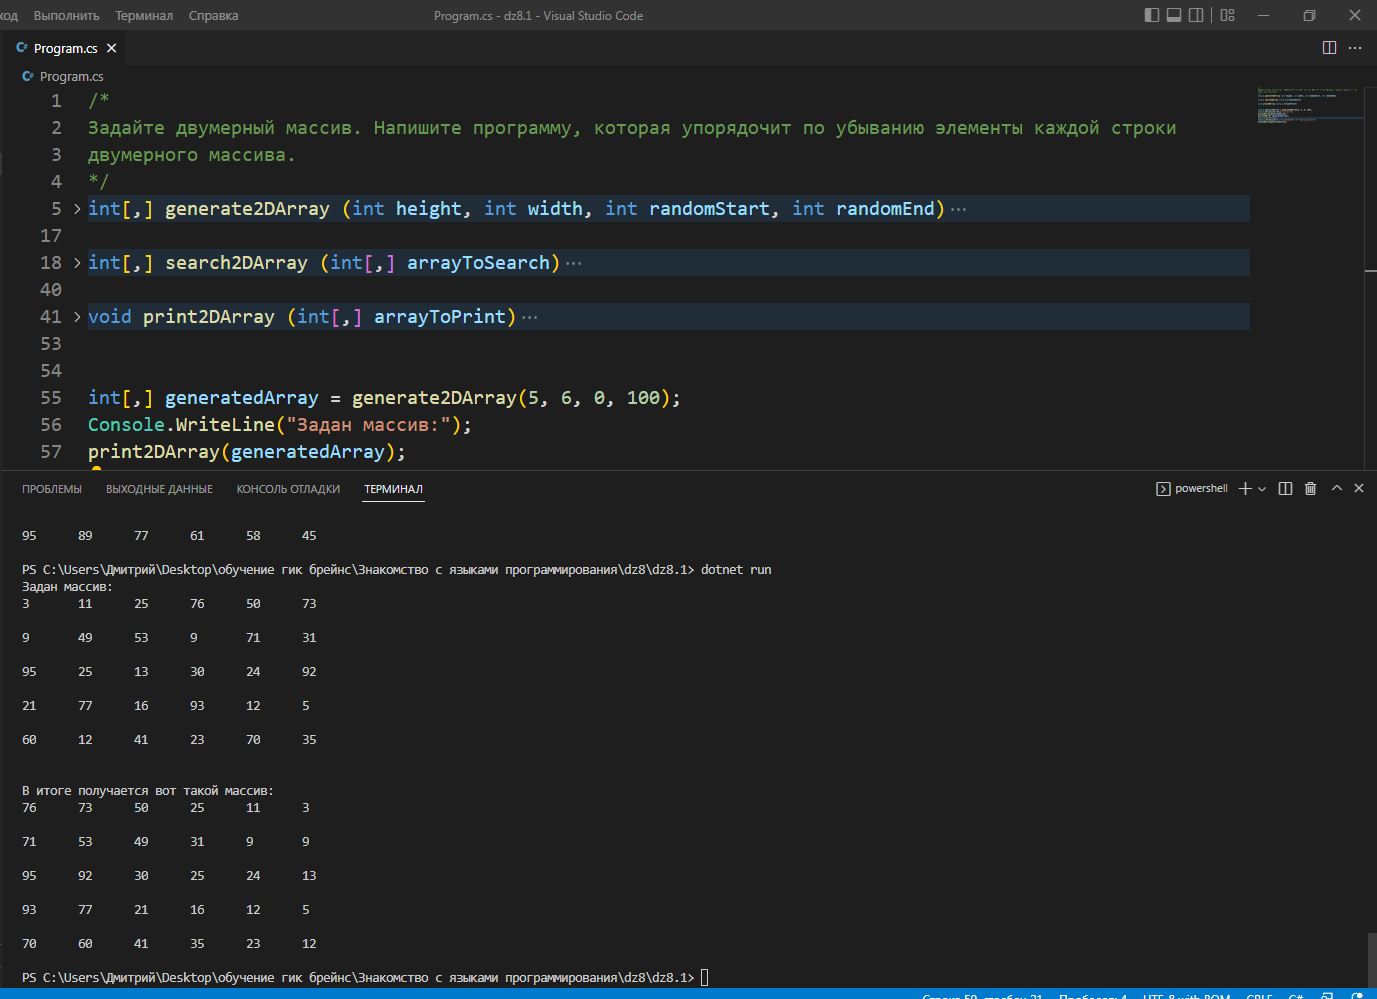 Выполнить Терминал Справка Program.cs - dz8.1 - Visual Studio Code
Program.cs
Program.cs
1 /*
2 Задайте двумерный массив. Напишите программу, которая упорядочит по убыванию элементы каждой строки
3 двумерного массива.
4 */
5 int[,] generate2DArray (int height, int width, int randomStart, int randomEnd)···
17
18 int[,] search2DArray (int[,] arrayToSearch)···
40
41 void print2DArray (int[,] arrayToPrint)···
53
54
55 int[,] generatedArray = generate2DArray(5, 6, 0, 100);
56 Console.WriteLine("Задан массив:");
57 print2DArray(generatedArray);
ПРОБЛЕМЫ ВЫХОДНЫЕ ДАННЫЕ КОНСОЛЬ ОТЛАДКИ ТЕРМИНАЛ powershell
95 89 77 61 58 45
PS C:\Users\Дмитрий\Desktop\обучение гик брейнс\Знакомство с языками программирования\dz8\dz8.1> dotnet run
Задан массив:
3 11 25 76 50 73
9 49 53 9 71 31
95 25 13 30 24 92
21 77 16 93 12 5
60 12 41 23 70 35
В итоге получается вот такой массив:
76 73 50 25 11 3
71 53 49 31 9 9
95 92 30 25 24 13
93 77 21 16 12 5
70 60 41 35 23 12
PS C:\Users\Дмитрий\Desktop\обучение гик брейнс\Знакомство с языками программирования\dz8\dz8.1>